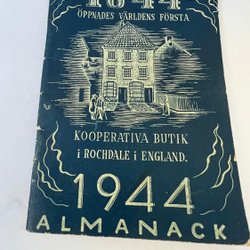 1844
ÖPPNADES VÄRLDENS FÖRSTA
KOOPERATIVA BUTIK
i ROCHDALE i ENGLAND.
1944
ALMANACK